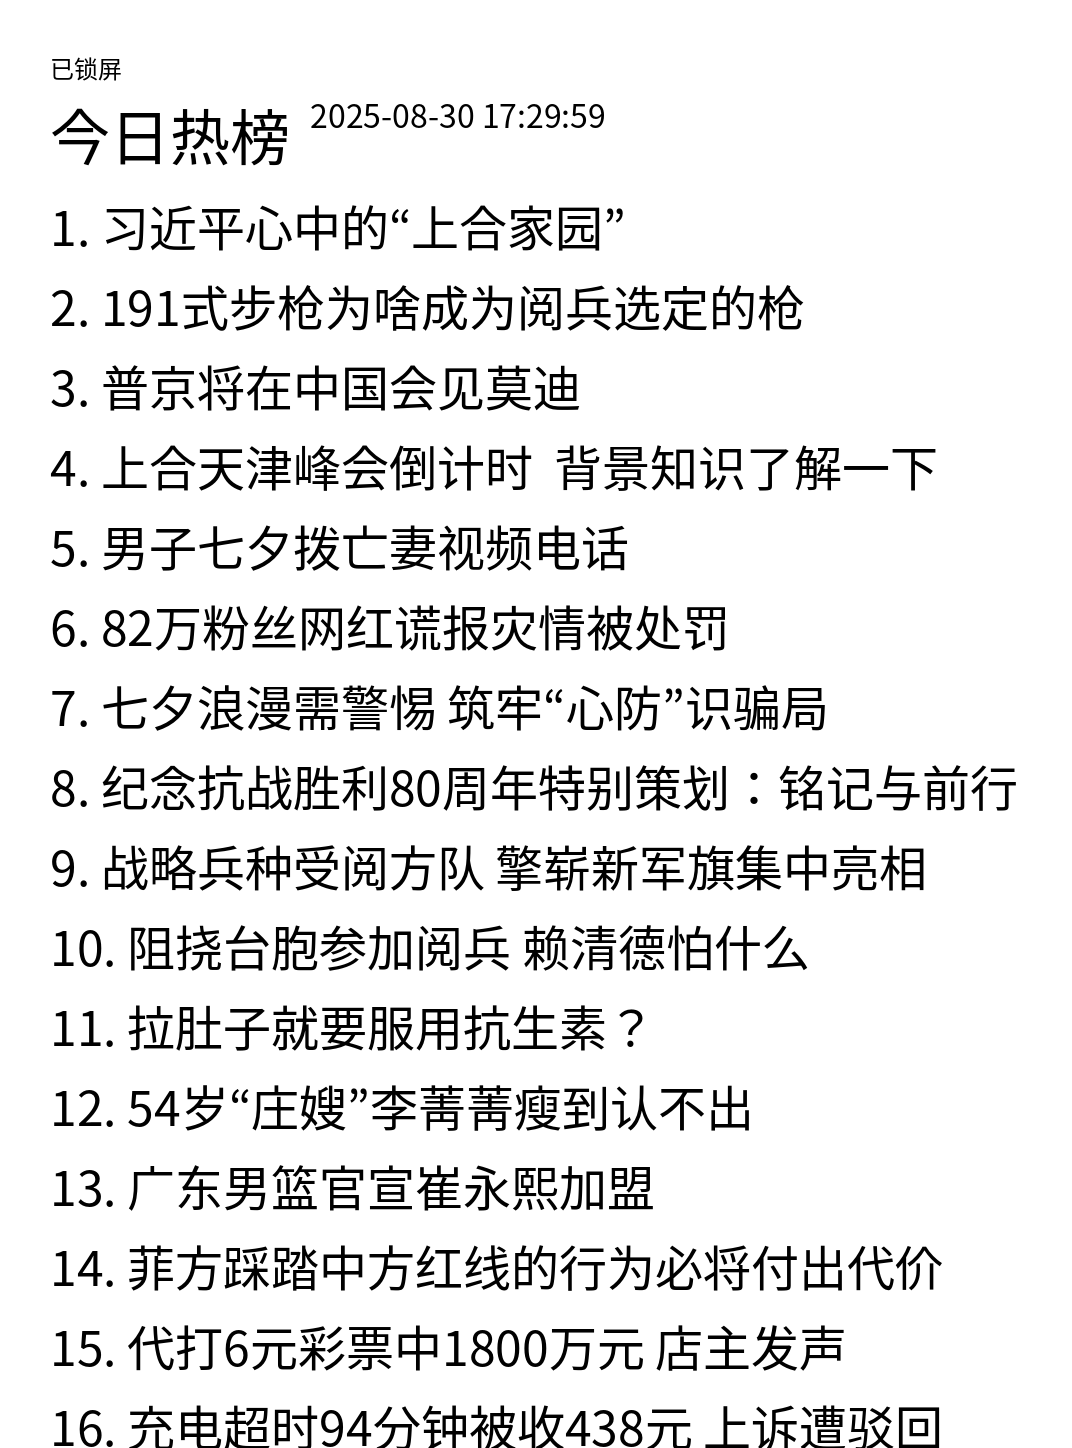 已锁屏
今日热榜 2025-08-30 17:29:59
1. 习近平心中的“上合家园”
2. 191式步枪为啥成为阅兵选定的枪
3. 普京将在中国会见莫迪
4. 上合天津峰会倒计时  背景知识了解一下
5. 男子七夕拨亡妻视频电话
6. 82万粉丝网红谎报灾情被处罚
7. 七夕浪漫需警惕 筑牢“心防”识骗局
8. 纪念抗战胜利80周年特别策划：铭记与前行
9. 战略兵种受阅方队 擎崭新军旗集中亮相
10. 阻挠台胞参加阅兵 赖清德怕什么
11. 拉肚子就要服用抗生素？
12. 54岁“庄嫂”李菁菁瘦到认不出
13. 广东男篮官宣崔永熙加盟
14. 菲方踩踏中方红线的行为必将付出代价
15. 代打6元彩票中1800万元 店主发声
16. 充电超时94分钟被收438元 上诉遭驳回